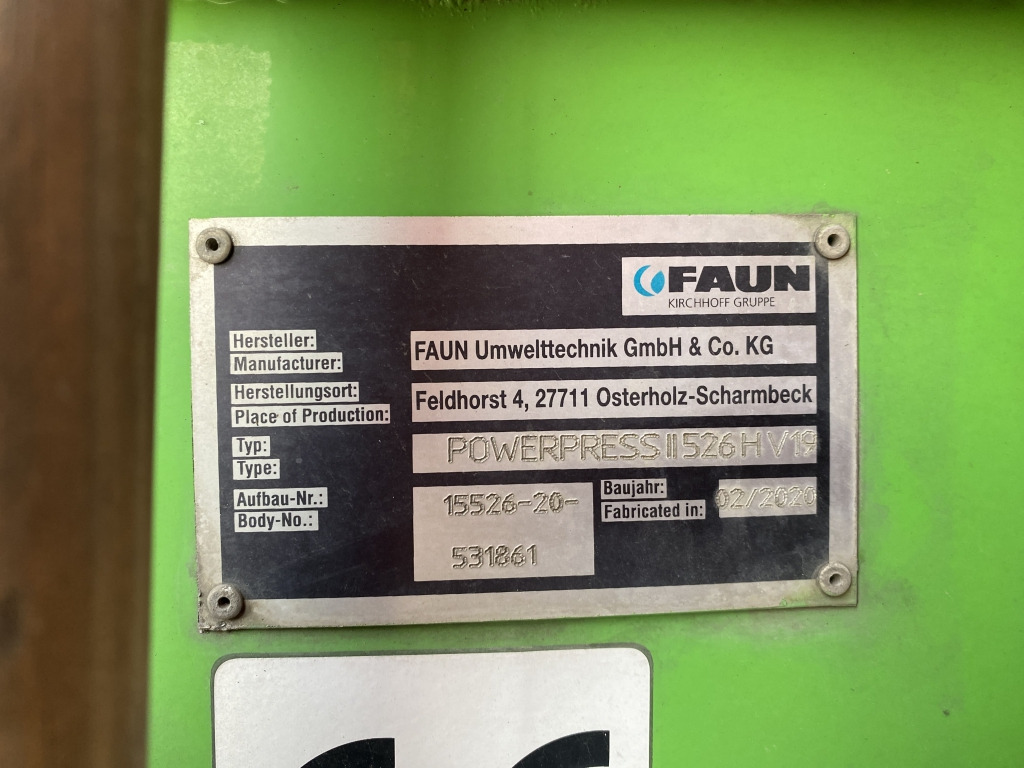 FAUN
KIRCHHOFF GRUPPE
Hersteller:
Manufacturer:
FAUN Umwelttechnik GmbH & Co. KG
Herstellungsort:
Place of Production:
Feldhorst 4, 27711 Osterholz-Scharmbeck
Typ:
Type:
POWERPRESS II 526 H V19
Aufbau-Nr.:
Body-No.:
15526-20-
531861
Baujahr:
Fabricated in:
02/2020